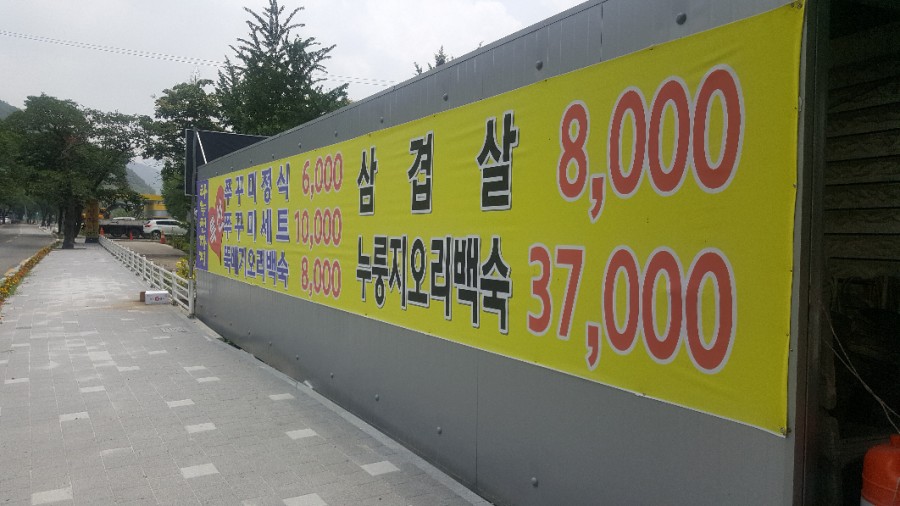 쭈꾸미정식 6,000
쭈꾸미세트 10,000
뚝배기오리백숙 8,000
삼겹살 8,000
누룽지오리백숙 37,000